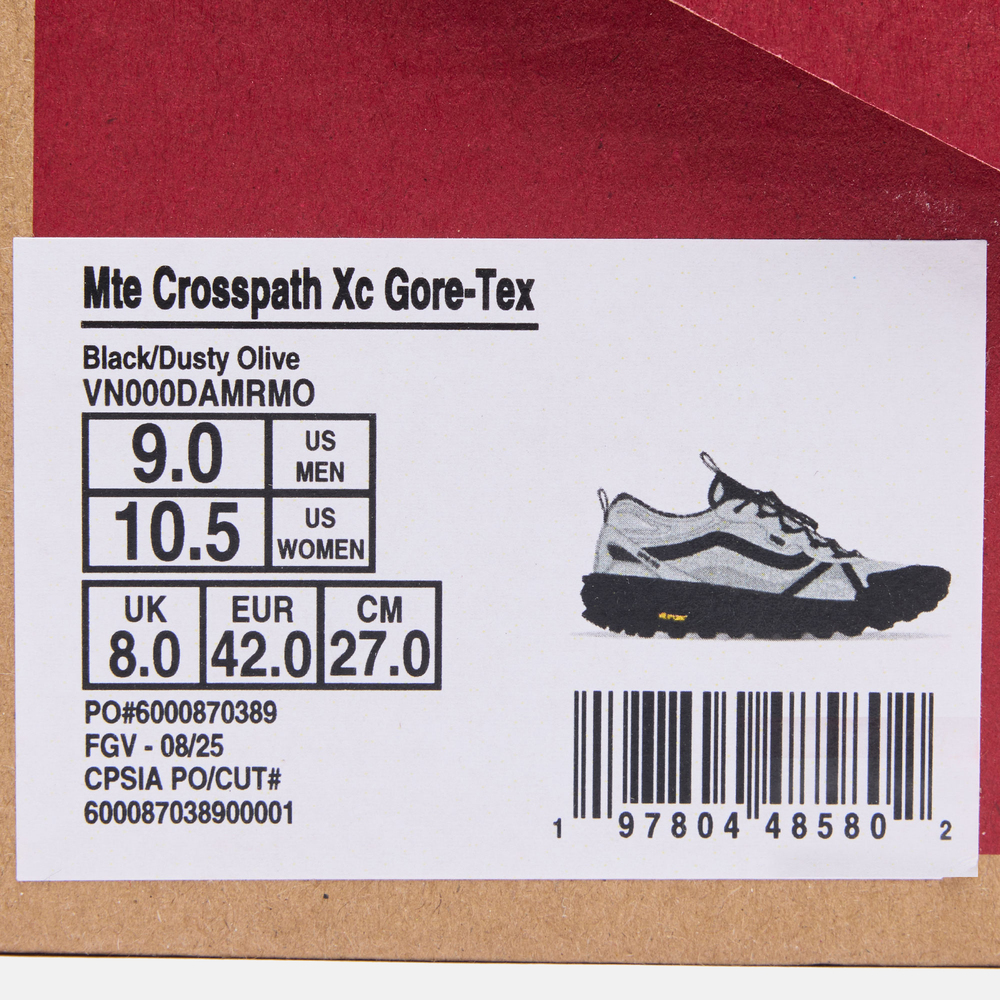 Mte Crosspath Xc Gore-Tex
Black/Dusty Olive
VN000DAMRMO
9.0 US MEN
10.5 US WOMEN
UK EUR CM
8.0 42.0 27.0
PO#6000870389
FGV - 08/25
CPSIA PO/CUT#
600087038900001
1 97804 48580 2